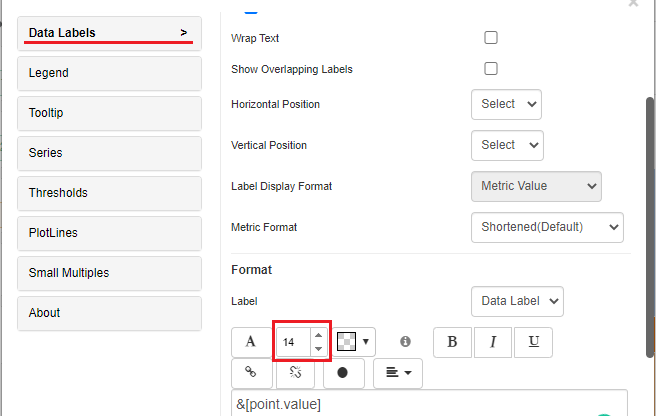 Data Labels >
Legend
Tooltip
Series
Thresholds
PlotLines
Small Multiples
About
Wrap Text
Show Overlapping Labels
Horizontal Position Select
Vertical Position Select
Label Display Format Metric Value
Metric Format Shortened(Default)
Format
Label Data Label
A 14 B I U
&[point.value]